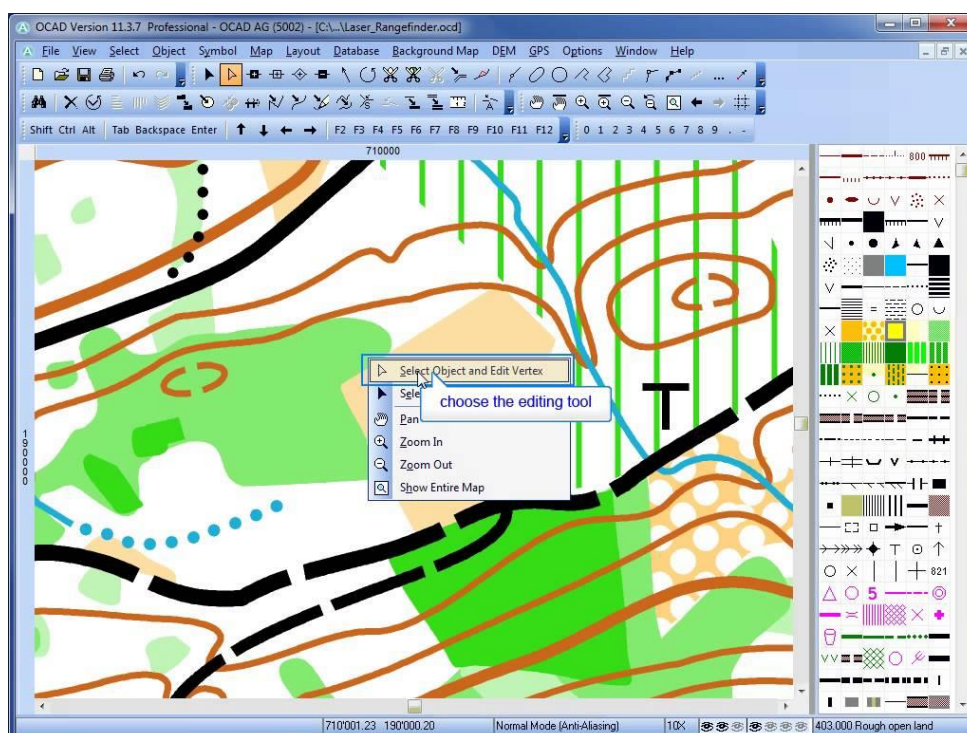 OCAD Version 11.3.7 Professional - OCAD AG (5002) - [C:\...\Laser_Rangefinder.ocd]
File View Select Object Symbol Map Layout Database Background Map DEM GPS Options Window Help
Shift Ctrl Alt Tab Backspace Enter F2 F3 F4 F5 F6 F7 F8 F9 F10 F11 F12 0 1 2 3 4 5 6 7 8 9 . -
710000
800
Select Object and Edit Vertex
Sele
choose the editing tool
Pan
Zoom In
Zoom Out
Show Entire Map
T
190000
821
5
710'001.23 190'000.20 Normal Mode (Anti-Aliasing) 10X 403.000 Rough open land